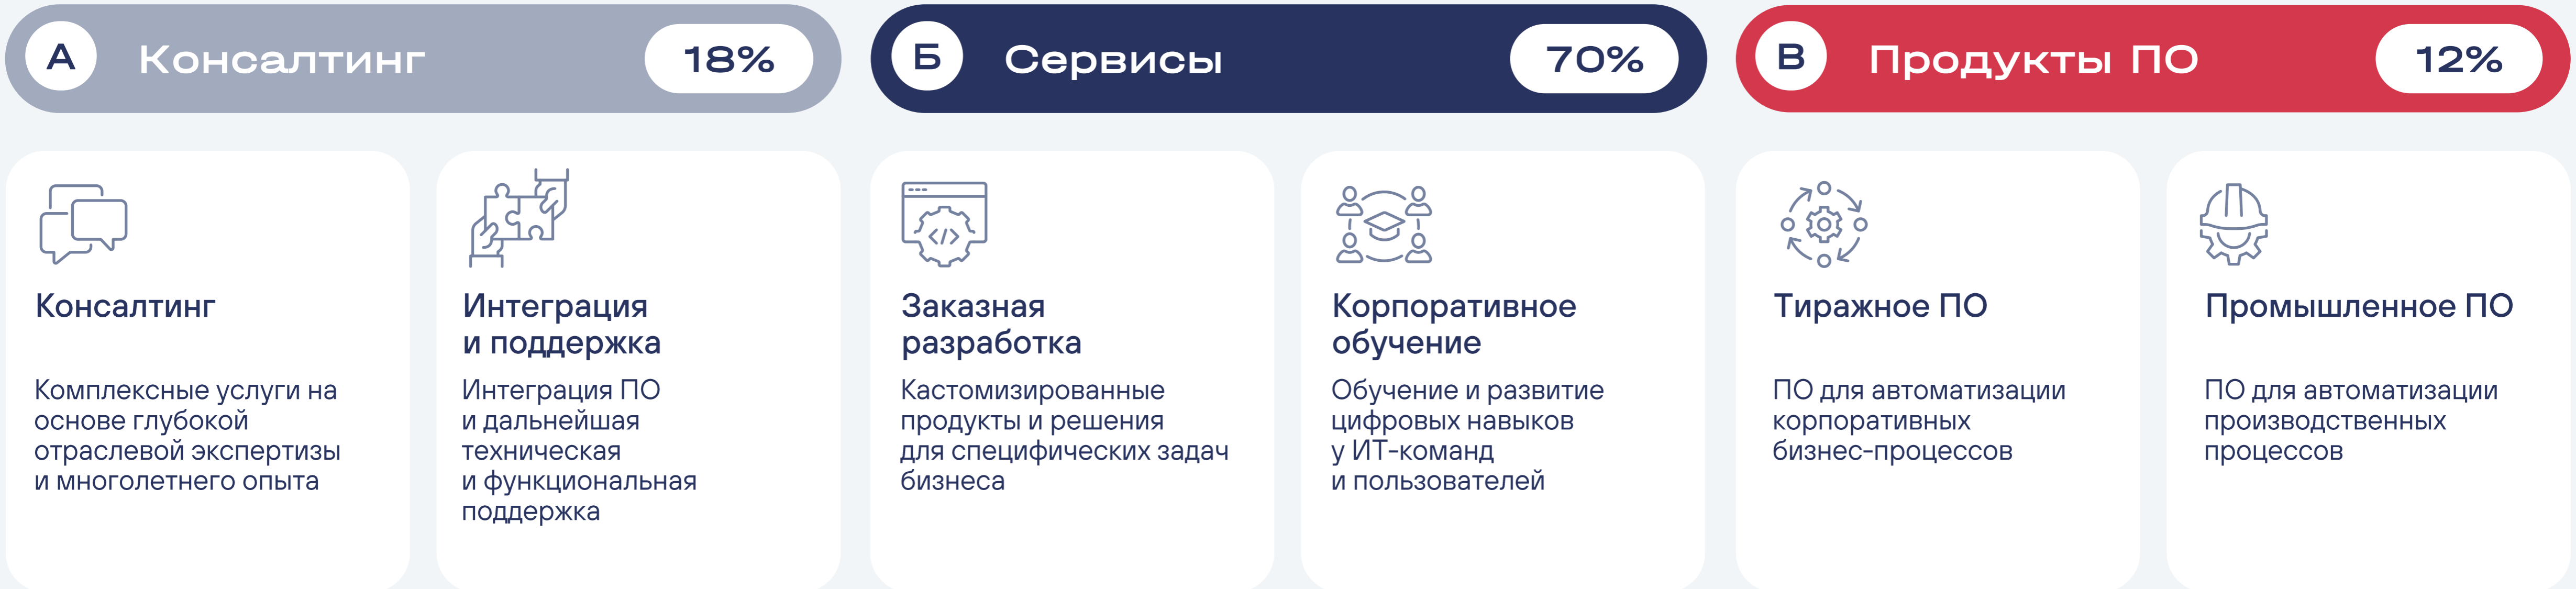 А Консалтинг 18%
Консалтинг
Комплексные услуги на
основе глубокой
отраслевой экспертизы
и многолетнего опыта
Интеграция
и поддержка
Интеграция ПО
и дальнейшая
техническая
и функциональная
поддержка
Б Сервисы 70%
Заказная
разработка
Кастомизированные
продукты и решения
для специфических задач
бизнеса
Корпоративное
обучение
Обучение и развитие
цифровых навыков
у ИТ-команд
и пользователей
В Продукты ПО 12%
Тиражное ПО
ПО для автоматизации
корпоративных
бизнес-процессов
Промышленное ПО
ПО для автоматизации
производственных
процессов